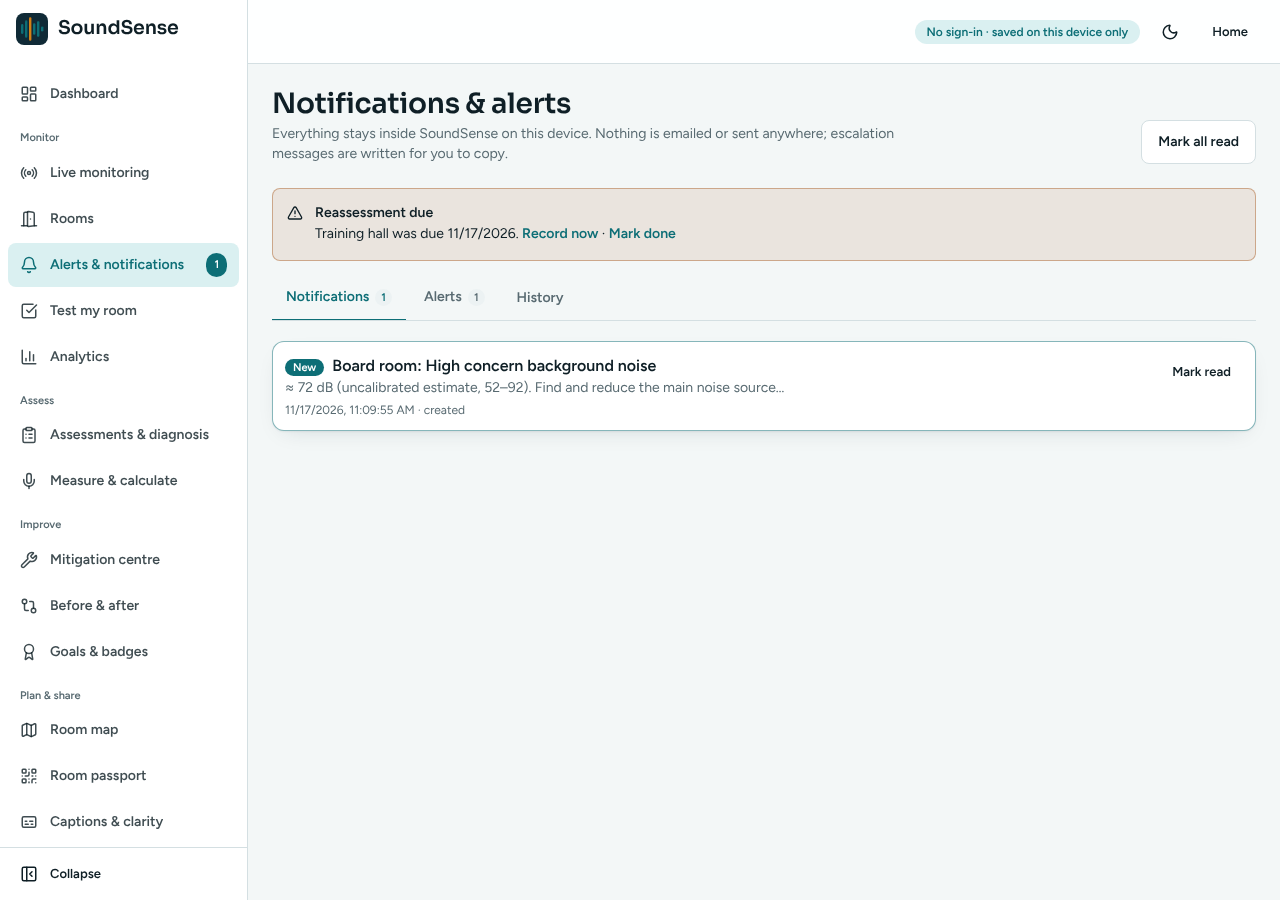 SoundSense
No sign-in · saved on this device only
Home
Dashboard
Monitor
Live monitoring
Rooms
Alerts & notifications 1
Test my room
Analytics
Assess
Assessments & diagnosis
Measure & calculate
Improve
Mitigation centre
Before & after
Goals & badges
Plan & share
Room map
Room passport
Captions & clarity
Collapse
Notifications & alerts
Everything stays inside SoundSense on this device. Nothing is emailed or sent anywhere; escalation
messages are written for you to copy.
Mark all read
Reassessment due
Training hall was due 11/17/2026. Record now · Mark done
Notifications 1 Alerts 1 History
New Board room: High concern background noise
≈ 72 dB (uncalibrated estimate, 52–92). Find and reduce the main noise source…
11/17/2026, 11:09:55 AM · created
Mark read